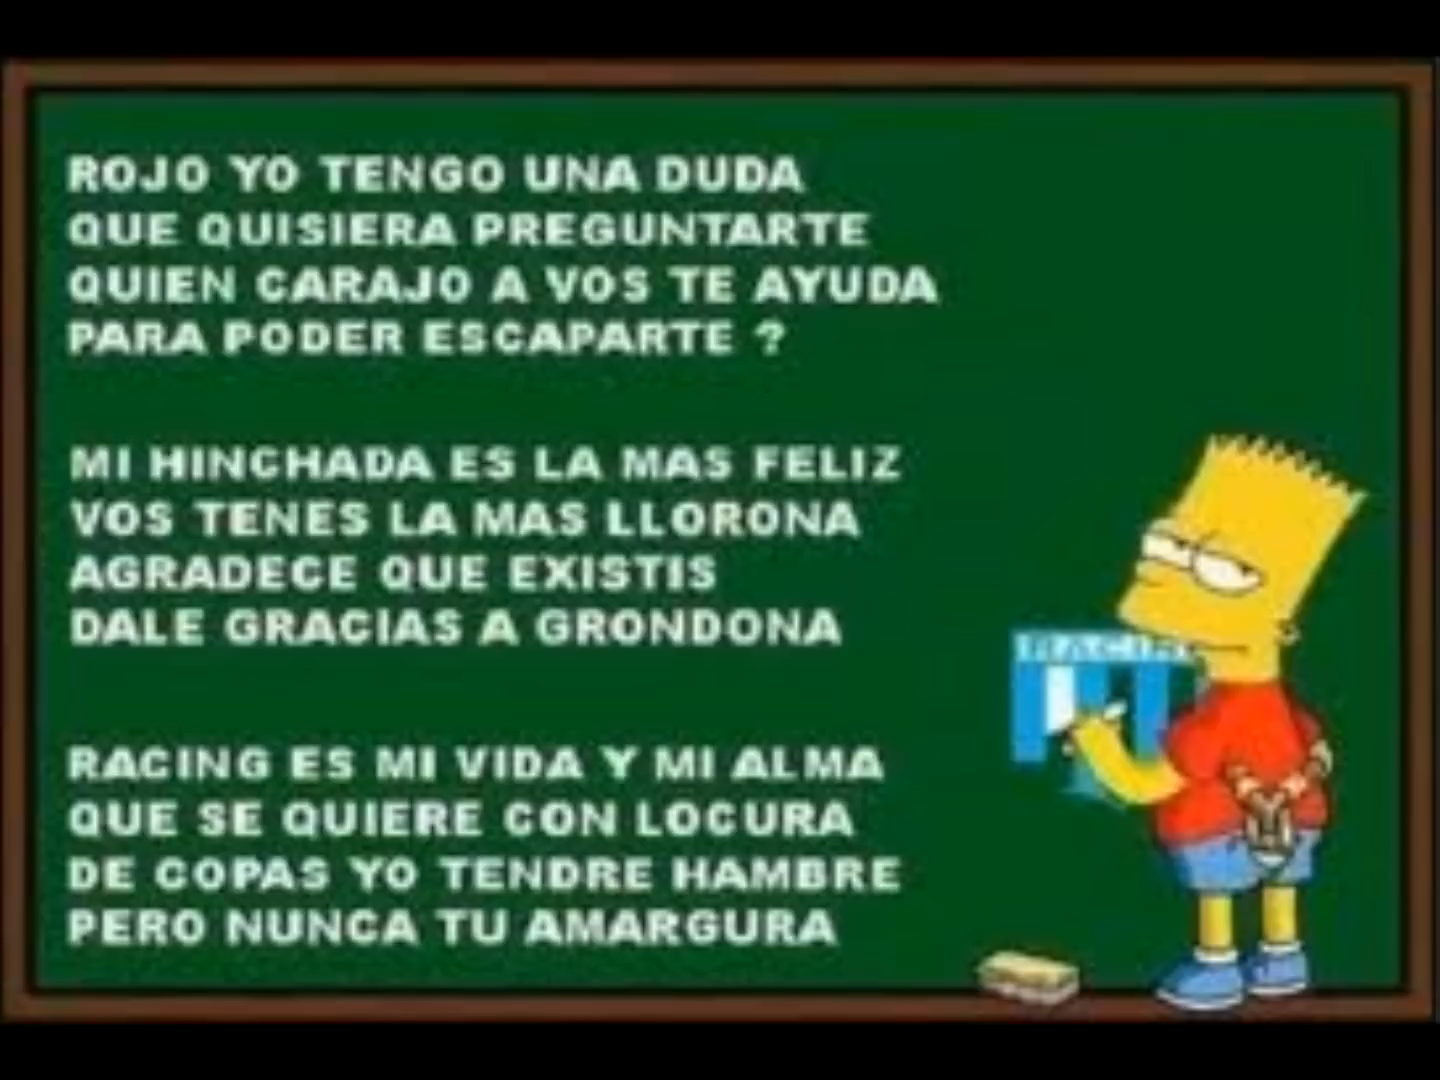 ROJO YO TENGO UNA DUDA
QUE QUISIERA PREGUNTARTE
QUIEN CARAJO A VOS TE AYUDA
PARA PODER ESCAPARTE ?
MI HINCHADA ES LA MAS FELIZ
VOS TENES LA MAS LLORONA
AGRADECE QUE EXISTIS
DALE GRACIAS A GRONDONA
RACING ES MI VIDA Y MI ALMA
QUE SE QUIERE CON LOCURA
DE COPAS YO TENDRE HAMBRE
PERO NUNCA TU AMARGURA